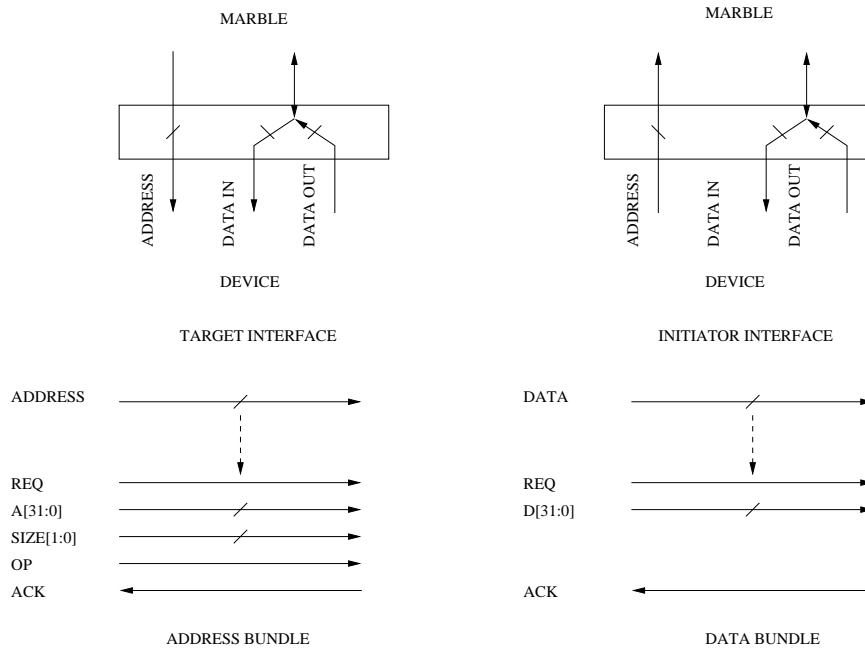 MARBLE
ADDRESS
DATA IN
DATA OUT
DEVICE
TARGET INTERFACE
MARBLE
ADDRESS
DATA IN
DATA OUT
DEVICE
INITIATOR INTERFACE
ADDRESS
REQ
A[31:0]
SIZE[1:0]
OP
ACK
ADDRESS BUNDLE
DATA
REQ
D[31:0]
ACK
DATA BUNDLE